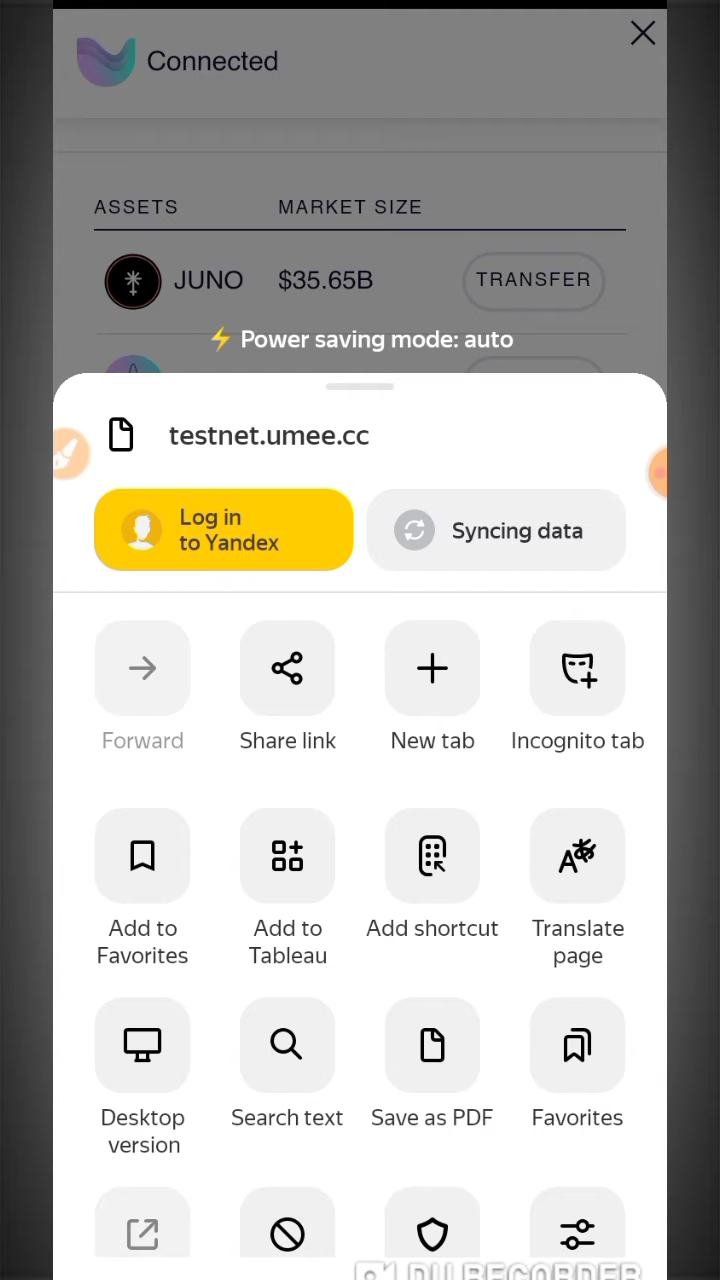 Connected
ASSETS MARKET SIZE
JUNO $35.65B TRANSFER
⚡ Power saving mode: auto
testnet.umee.cc
Log in
to Yandex
Syncing data
Forward Share link New tab Incognito tab
Add to
Favorites
Add to
Tableau
Add shortcut
Translate
page
Desktop
version
Search text
Save as PDF
Favorites
DU RECORDER